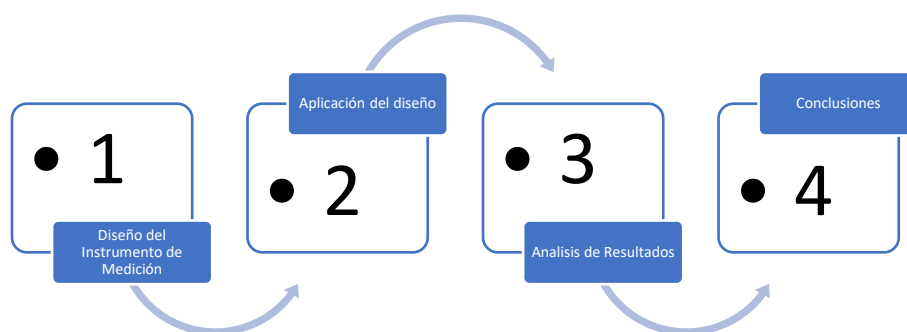 • 1
Diseño del
Instrumento de
Medición
Aplicación del diseño
• 2
• 3
Analisis de Resultados
Conclusiones
• 4